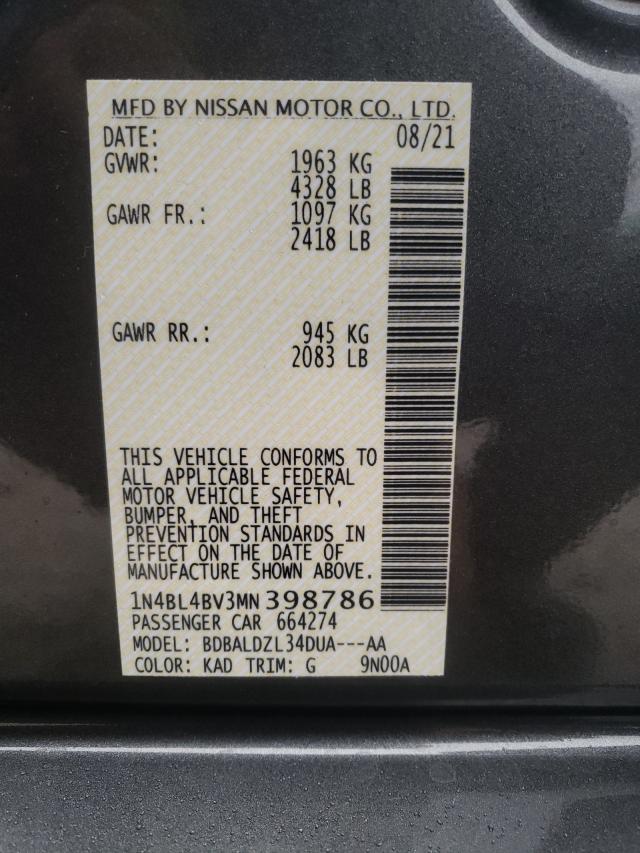 MFD BY NISSAN MOTOR CO., LTD.
DATE: 08/21
GVWR: 1963 KG
4328 LB
GAWR FR.: 1097 KG
2418 LB
GAWR RR.: 945 KG
2083 LB
THIS VEHICLE CONFORMS TO
ALL APPLICABLE FEDERAL
MOTOR VEHICLE SAFETY,
BUMPER, AND THEFT
PREVENTION STANDARDS IN
EFFECT ON THE DATE OF
MANUFACTURE SHOWN ABOVE.
1N4BL4BV3MN398786
PASSENGER CAR 664274
MODEL: BDBALDZL34DUA---AA
COLOR: KAD TRIM: G 9N00A